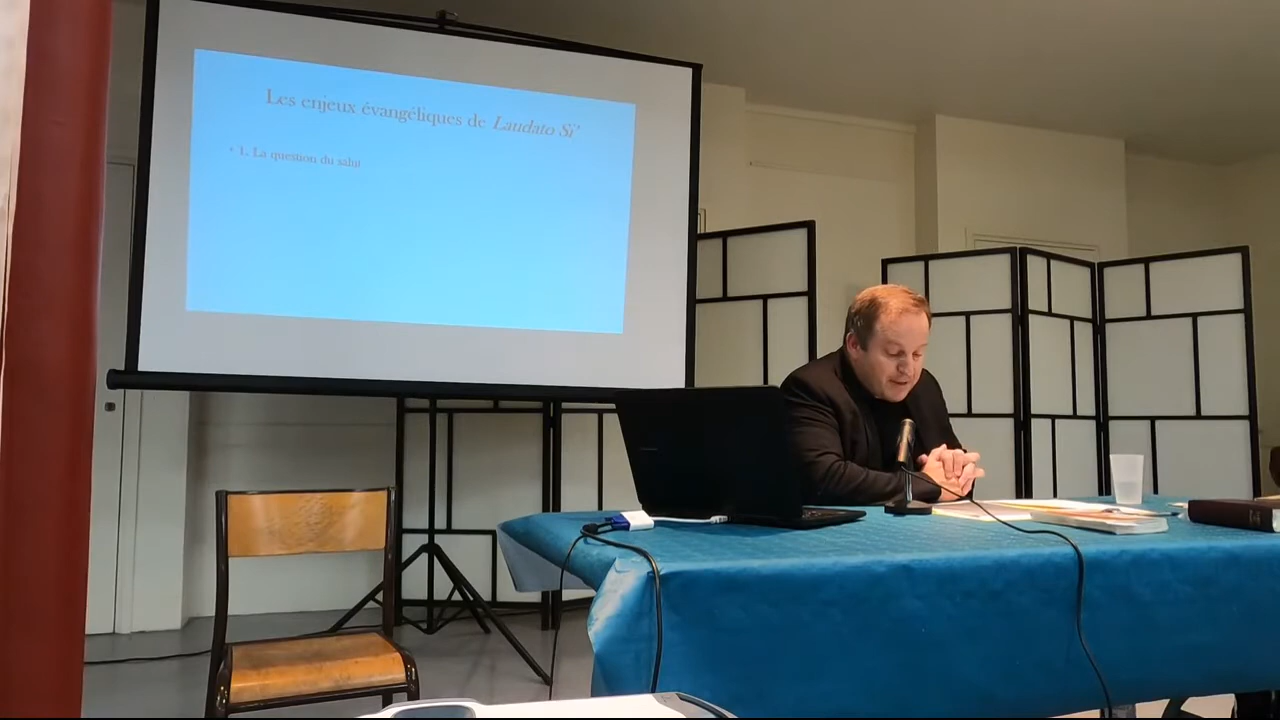 Les enjeux évangéliques de Laudato Si'
• 1. La question du salut